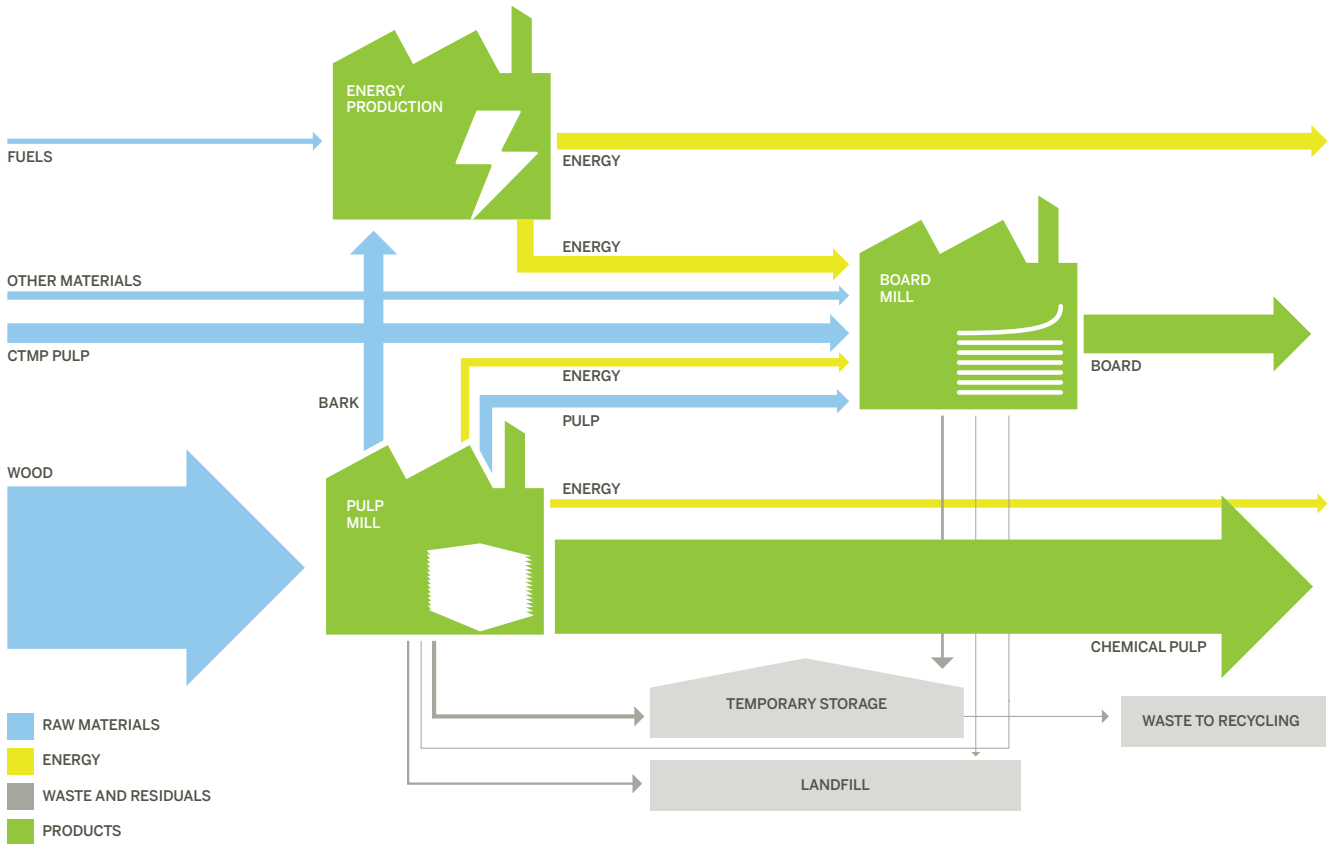 ENERGY
PRODUCTION
FUELS
ENERGY
ENERGY
OTHER MATERIALS
BOARD
MILL
CTMP PULP
BOARD
ENERGY
BARK
PULP
WOOD
ENERGY
PULP
MILL
CHEMICAL PULP
TEMPORARY STORAGE
WASTE TO RECYCLING
RAW MATERIALS
ENERGY
LANDFILL
WASTE AND RESIDUALS
PRODUCTS